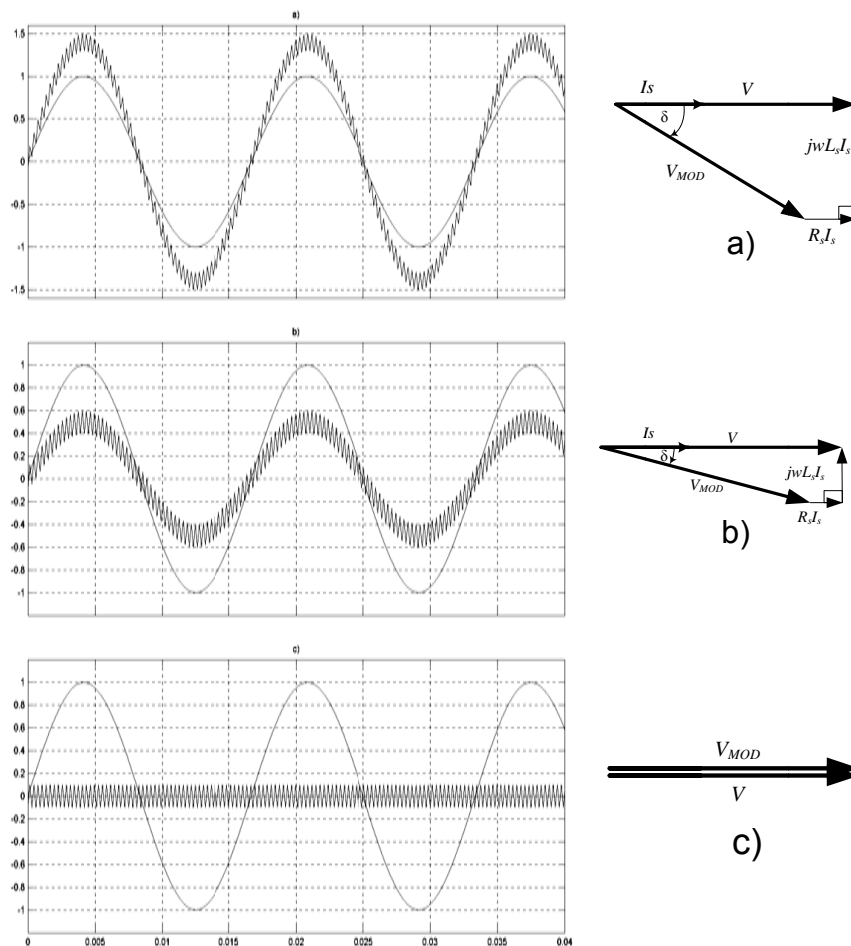 a)
1.5
1
0.5
0
-0.5
-1
-1.5
Is
V
δ
jwLsIs
VMOD
RsIs
a)
b)
1
0.8
0.6
0.4
0.2
0
-0.2
-0.4
-0.6
-0.8
-1
Is
V
δ
jwLsIs
VMOD
RsIs
b)
c)
1
0.8
0.6
0.4
0.2
0
-0.2
-0.4
-0.6
-0.8
-1
0 0.005 0.01 0.015 0.02 0.025 0.03 0.035 0.04
VMOD
V
c)